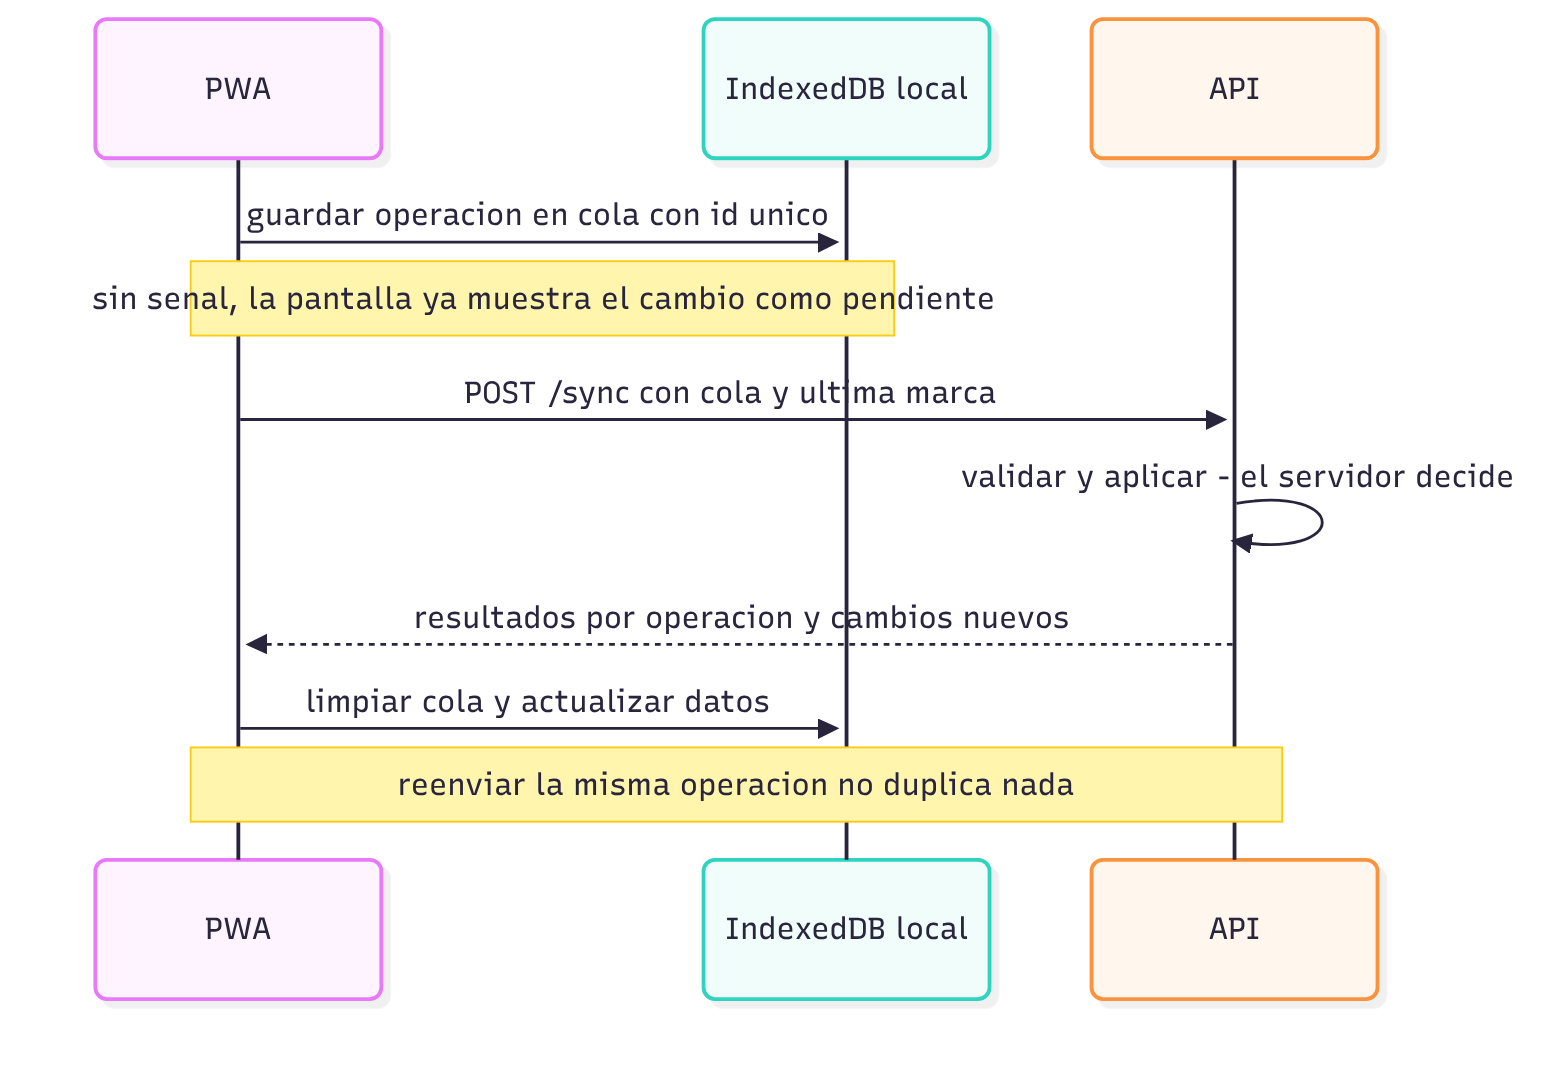 PWA
IndexedDB local
API
guardar operacion en cola con id unico
sin senal, la pantalla ya muestra el cambio como pendiente
POST /sync con cola y ultima marca
validar y aplicar - el servidor decide
resultados por operacion y cambios nuevos
limpiar cola y actualizar datos
reenviar la misma operacion no duplica nada
PWA
IndexedDB local
API